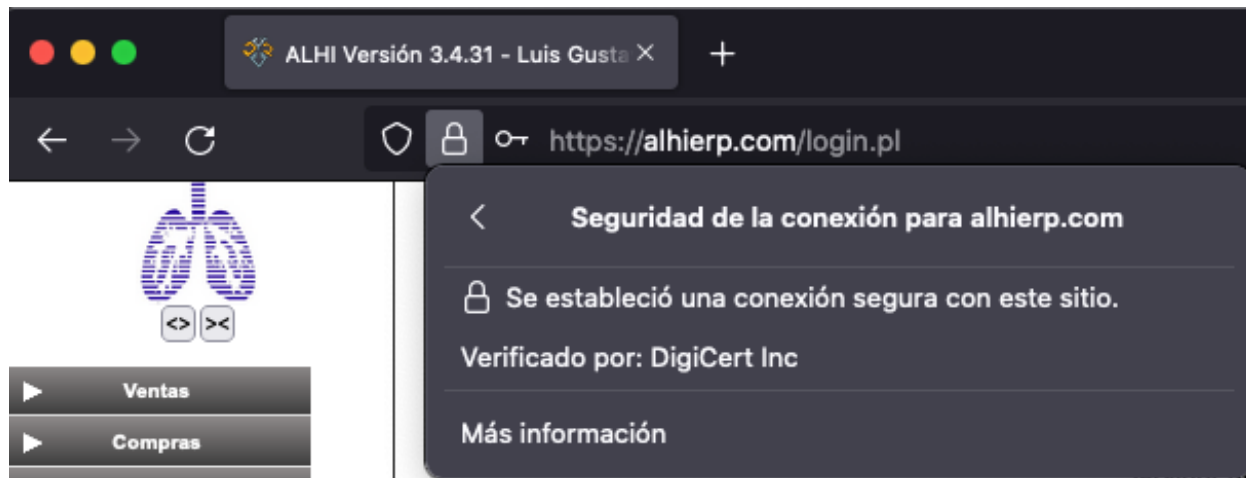 ALHI Versión 3.4.31 - Luis Gusta
https://alhierp.com/login.pl
Seguridad de la conexión para alhierp.com
Se estableció una conexión segura con este sitio.
Verificado por: DigiCert Inc
Más información
<> ><
Ventas
Compras